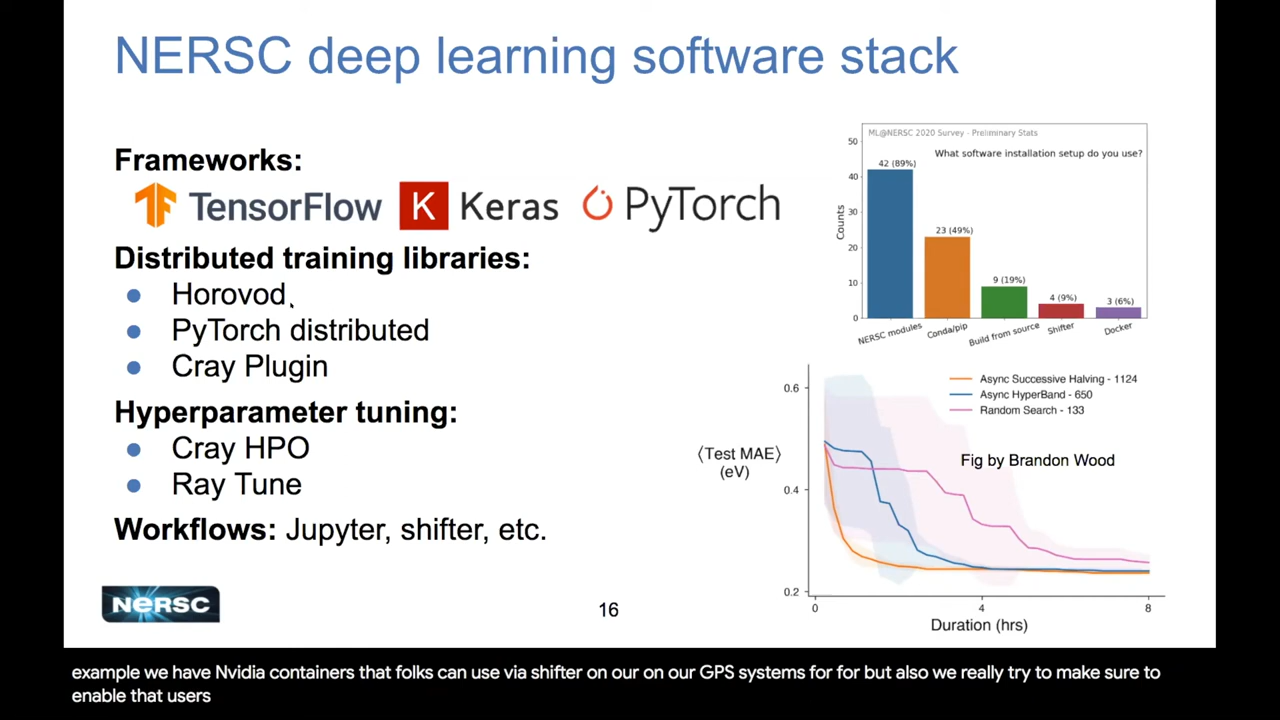 NERSC deep learning software stack
Frameworks:
TensorFlow
K Keras
PyTorch
Distributed training libraries:
● Horovod
● PyTorch distributed
● Cray Plugin
Hyperparameter tuning:
● Cray HPO
● Ray Tune
Workflows: Jupyter, shifter, etc.
NERSC
16
ML@NERSC 2020 Survey - Preliminary Stats
What software installation setup do you use?
Counts
50
40
30
20
10
0
42 (89%)
23 (49%)
9 (19%)
4 (9%)
3 (6%)
NERSC modules
Conda/pip
Build from source
Shifter
Docker
Async Successive Halving - 1124
Async HyperBand - 650
Random Search - 133
Fig by Brandon Wood
⟨Test MAE⟩
(eV)
0.6
0.4
0.2
0
4
8
Duration (hrs)
example we have Nvidia containers that folks can use via shifter on our on our GPS systems for for but also we really try to make sure to
enable that users